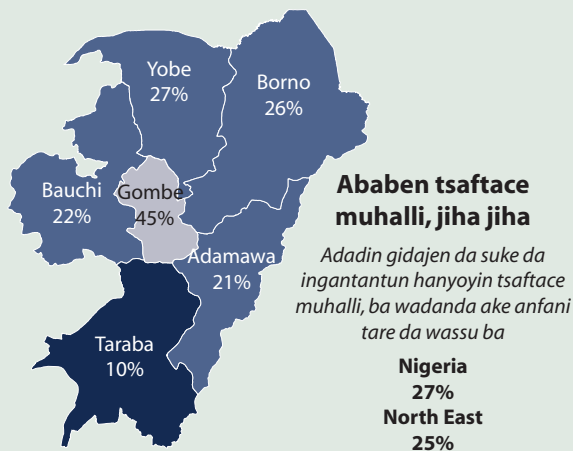 Yobe
27%
Borno
26%
Bauchi
22%
Gombe
45%
Adamawa
21%
Taraba
10%
Ababen tsaftace
muhalli, jiha jiha
Adadin gidajen da suke da
ingantantun hanyoyin tsaftace
muhalli, ba wadanda ake anfani
tare da wassu ba
Nigeria
27%
North East
25%